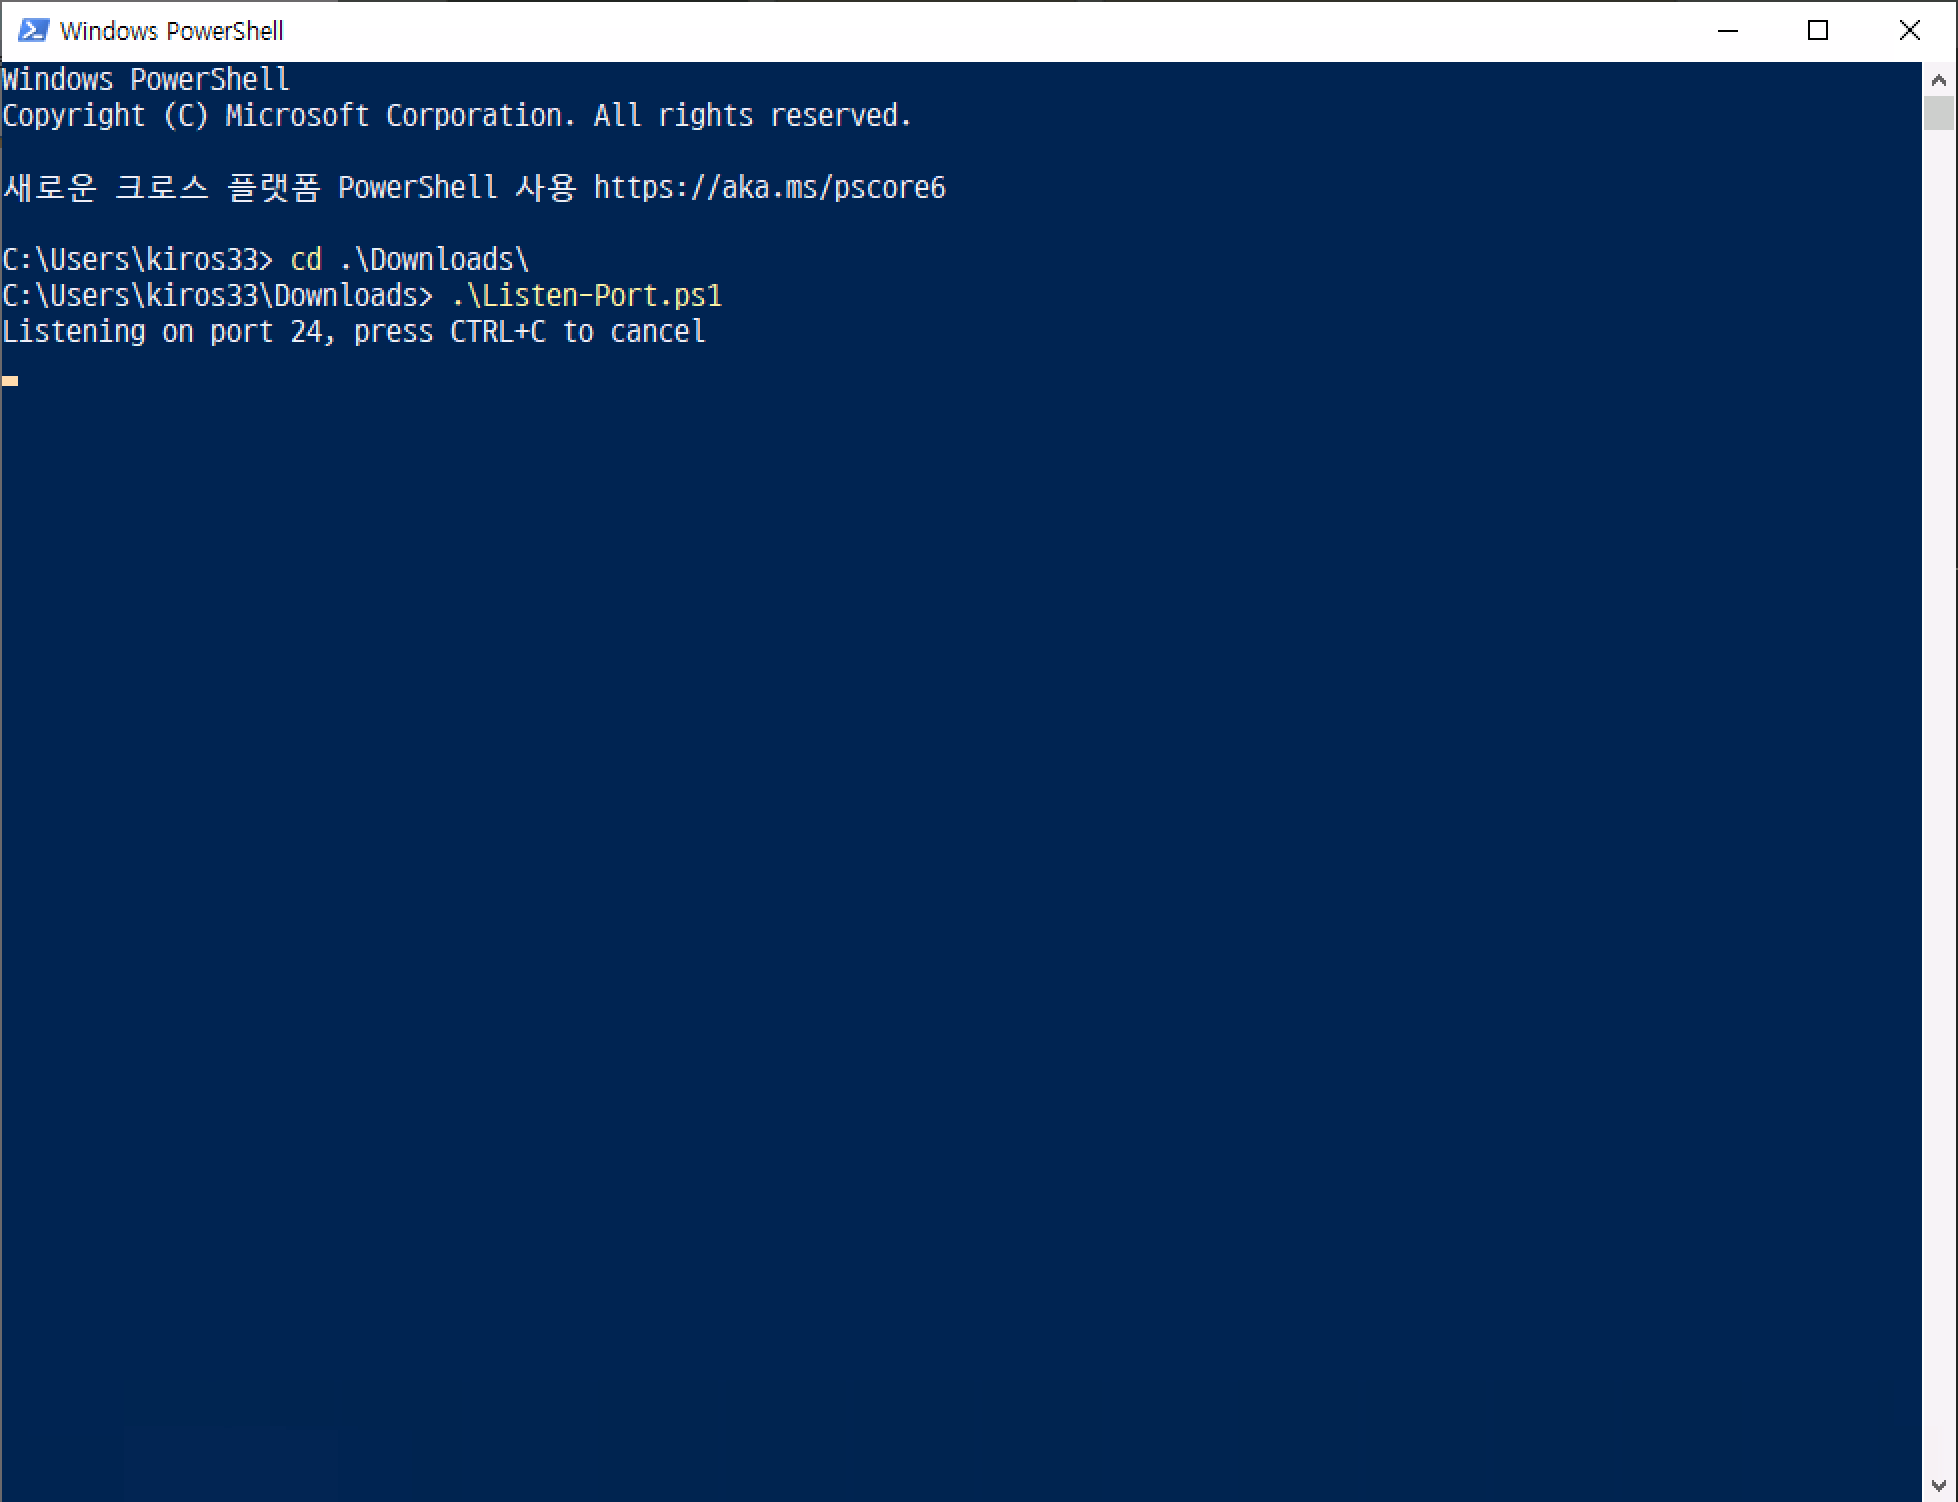 Windows PowerShell
Windows PowerShell
Copyright (C) Microsoft Corporation. All rights reserved.
새로운 크로스 플랫폼 PowerShell 사용 https://aka.ms/pscore6
C:\Users\kiros33> cd .\Downloads\
C:\Users\kiros33\Downloads> .\Listen-Port.ps1
Listening on port 24, press CTRL+C to cancel